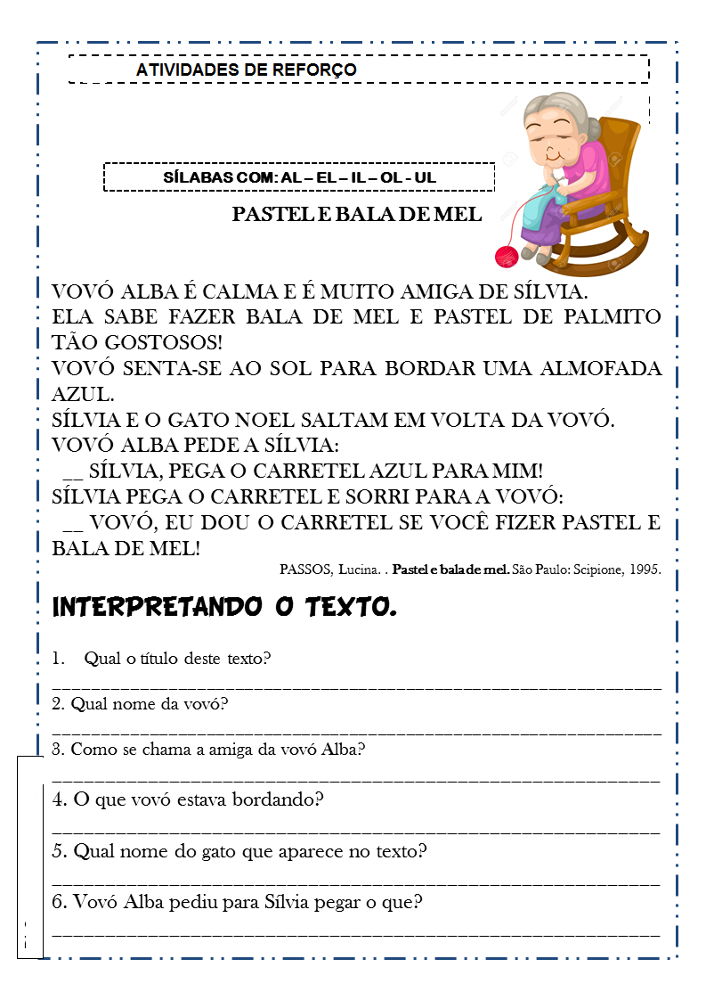 ATIVIDADES DE REFORÇO
SÍLABAS COM: AL – EL – IL – OL - UL
PASTEL E BALA DE MEL
VOVÓ ALBA É CALMA E É MUITO AMIGA DE SÍLVIA.
ELA SABE FAZER BALA DE MEL E PASTEL DE PALMITO
TÃO GOSTOSOS!
VOVÓ SENTA-SE AO SOL PARA BORDAR UMA ALMOFADA
AZUL.
SÍLVIA E O GATO NOEL SALTAM EM VOLTA DA VOVÓ.
VOVÓ ALBA PEDE A SÍLVIA:
__ SÍLVIA, PEGA O CARRETEL AZUL PARA MIM!
SÍLVIA PEGA O CARRETEL E SORRI PARA A VOVÓ:
__ VOVÓ, EU DOU O CARRETEL SE VOCÊ FIZER PASTEL E
BALA DE MEL!
PASSOS, Lucina. . Pastel e bala de mel. São Paulo: Scipione, 1995.
INTERPRETANDO O TEXTO.
1. Qual o título deste texto?
2. Qual nome da vovó?
3. Como se chama a amiga da vovó Alba?
4. O que vovó estava bordando?
5. Qual nome do gato que aparece no texto?
6. Vovó Alba pediu para Sílvia pegar o que?